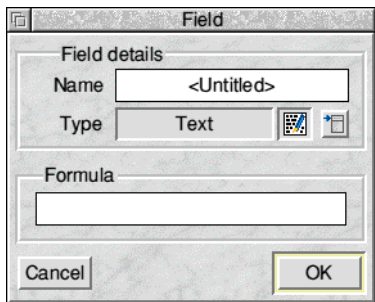 Field
Field details
Name <Untitled>
Type Text
Formula
Cancel OK